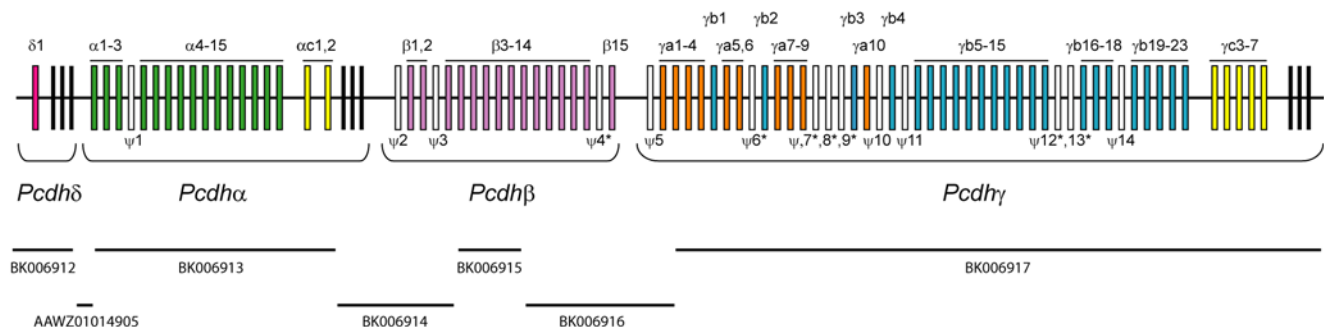 γb1 γb2 γb3 γb4
δ1 α1-3 α4-15 αc1,2 β1,2 β3-14 β15 γa1-4 γa5,6 γa7-9 γa10 γb5-15 γb16-18 γb19-23 γc3-7
ψ1 ψ2 ψ3 ψ4* ψ5 ψ6* ψ,7*,8*,9* ψ10 ψ11 ψ12*,13* ψ14
Pcdhδ Pcdhα Pcdhβ Pcdhγ
BK006912 BK006913 BK006915 BK006917
AAWZ01014905 BK006914 BK006916